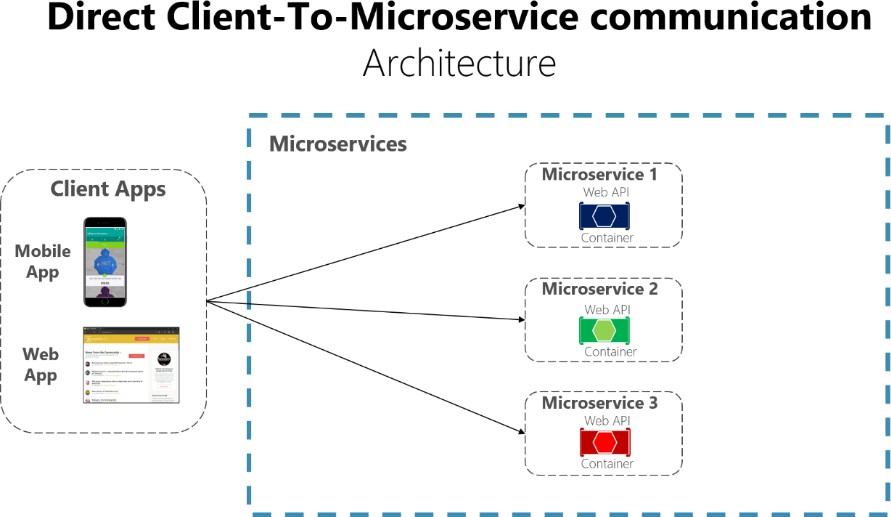 Direct Client-To-Microservice communication
Architecture
Microservices
Client Apps
Mobile
App
Web
App
Microservice 1
Web API
Container
Microservice 2
Web API
Container
Microservice 3
Web API
Container